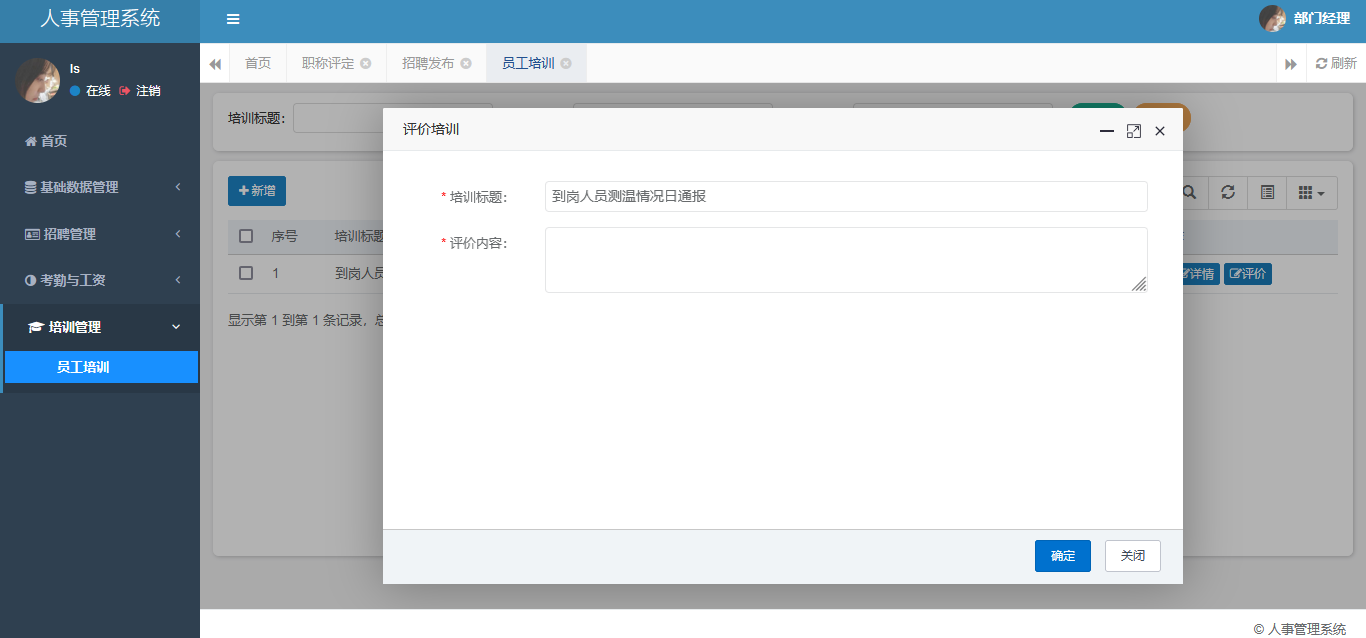 人事管理系统
部门经理
ls
在线 注销
首页
基础数据管理
招聘管理
考勤与工资
培训管理
员工培训
首页 职称评定 招聘发布 员工培训 刷新
培训标题：
新增
序号 培训标题
1 到岗人员
详情 评价
显示第 1 到第 1 条记录，总
评价培训
* 培训标题： 到岗人员测温情况日通报
* 评价内容：
确定 关闭
© 人事管理系统